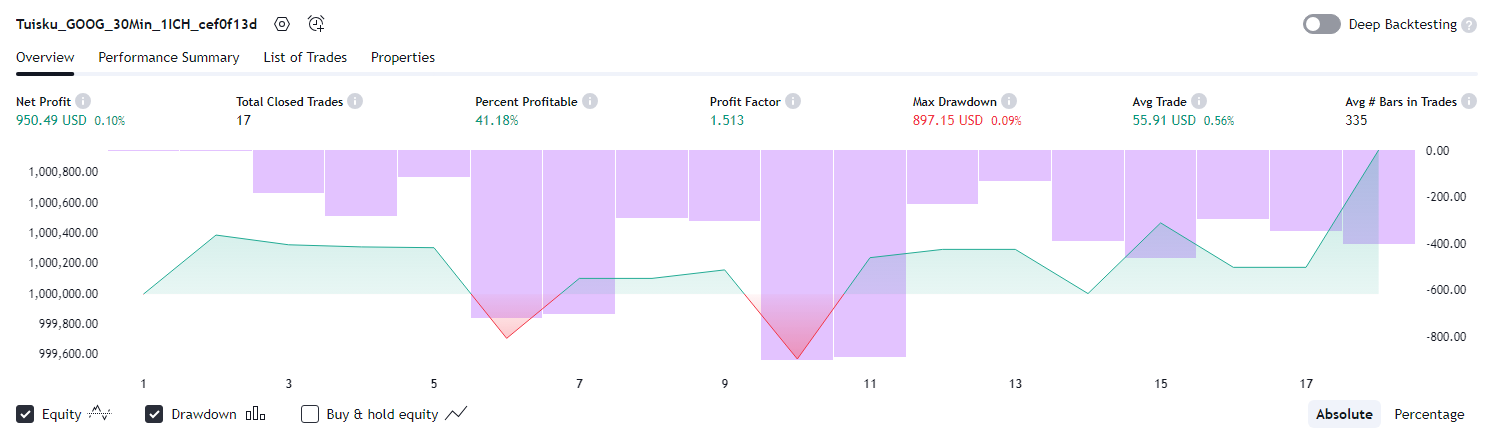 Tuisku_GOOG_30Min_1ICH_cef0f13d
Deep Backtesting ?
Overview Performance Summary List of Trades Properties
Net Profit Total Closed Trades Percent Profitable Profit Factor Max Drawdown Avg Trade Avg # Bars in Trades
950.49 USD 0.10% 17 41.18% 1.513 897.15 USD 0.09% 55.91 USD 0.56% 335
1,000,800.00
1,000,600.00
1,000,400.00
1,000,200.00
1,000,000.00
999,800.00
999,600.00
0.00
-200.00
-400.00
-600.00
-800.00
1 3 5 7 9 11 13 15 17
Equity Drawdown Buy & hold equity Absolute Percentage